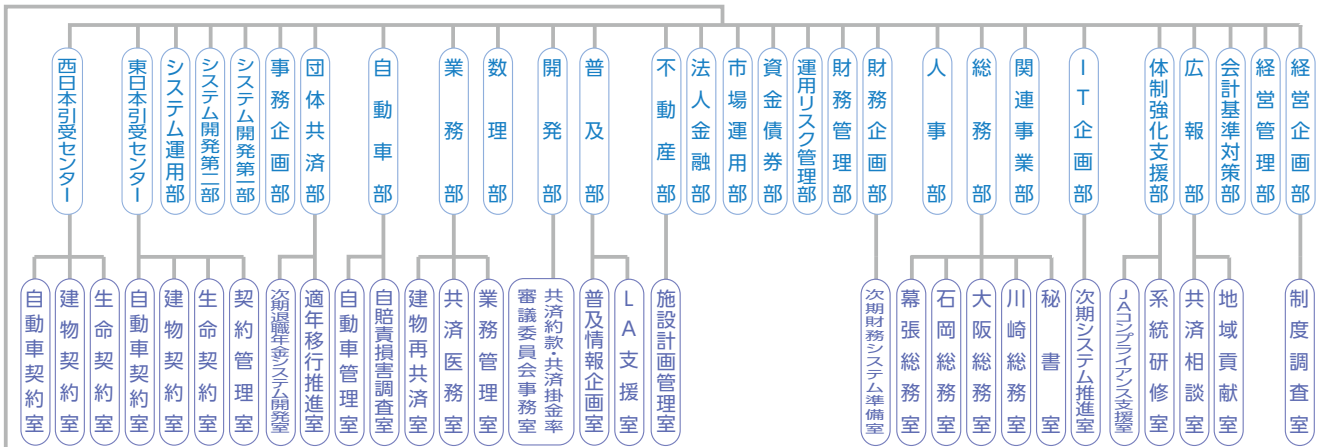 経営企画部
経営管理部
会計基準対策部
広報部
体制強化支援部
IT企画部
関連事業部
総務部
人事部
財務企画部
財務管理部
運用リスク管理部
資金債券部
市場運用部
法人金融部
不動産部
普及部
開発部
数理部
業務部
自動車部
団体共済部
事務企画部
システム開発第一部
システム開発第二部
システム運用部
東日本引受センター
西日本引受センター
制度調査室
地域貢献室
共済相談室
系統研修室
JAコンプライアンス支援室
次期システム推進室
秘書室
川崎総務室
大阪総務室
石岡総務室
幕張総務室
次期財務システム準備室
施設計画管理室
LA支援室
普及情報企画室
共済約款・共済掛金率
審議委員会事務室
業務管理室
共済医務室
建物再共済室
自賠責損害調査室
自動車管理室
適年移行推進室
次期退職年金システム開発室
契約管理室
生命契約室
建物契約室
自動車契約室
生命契約室
建物契約室
自動車契約室